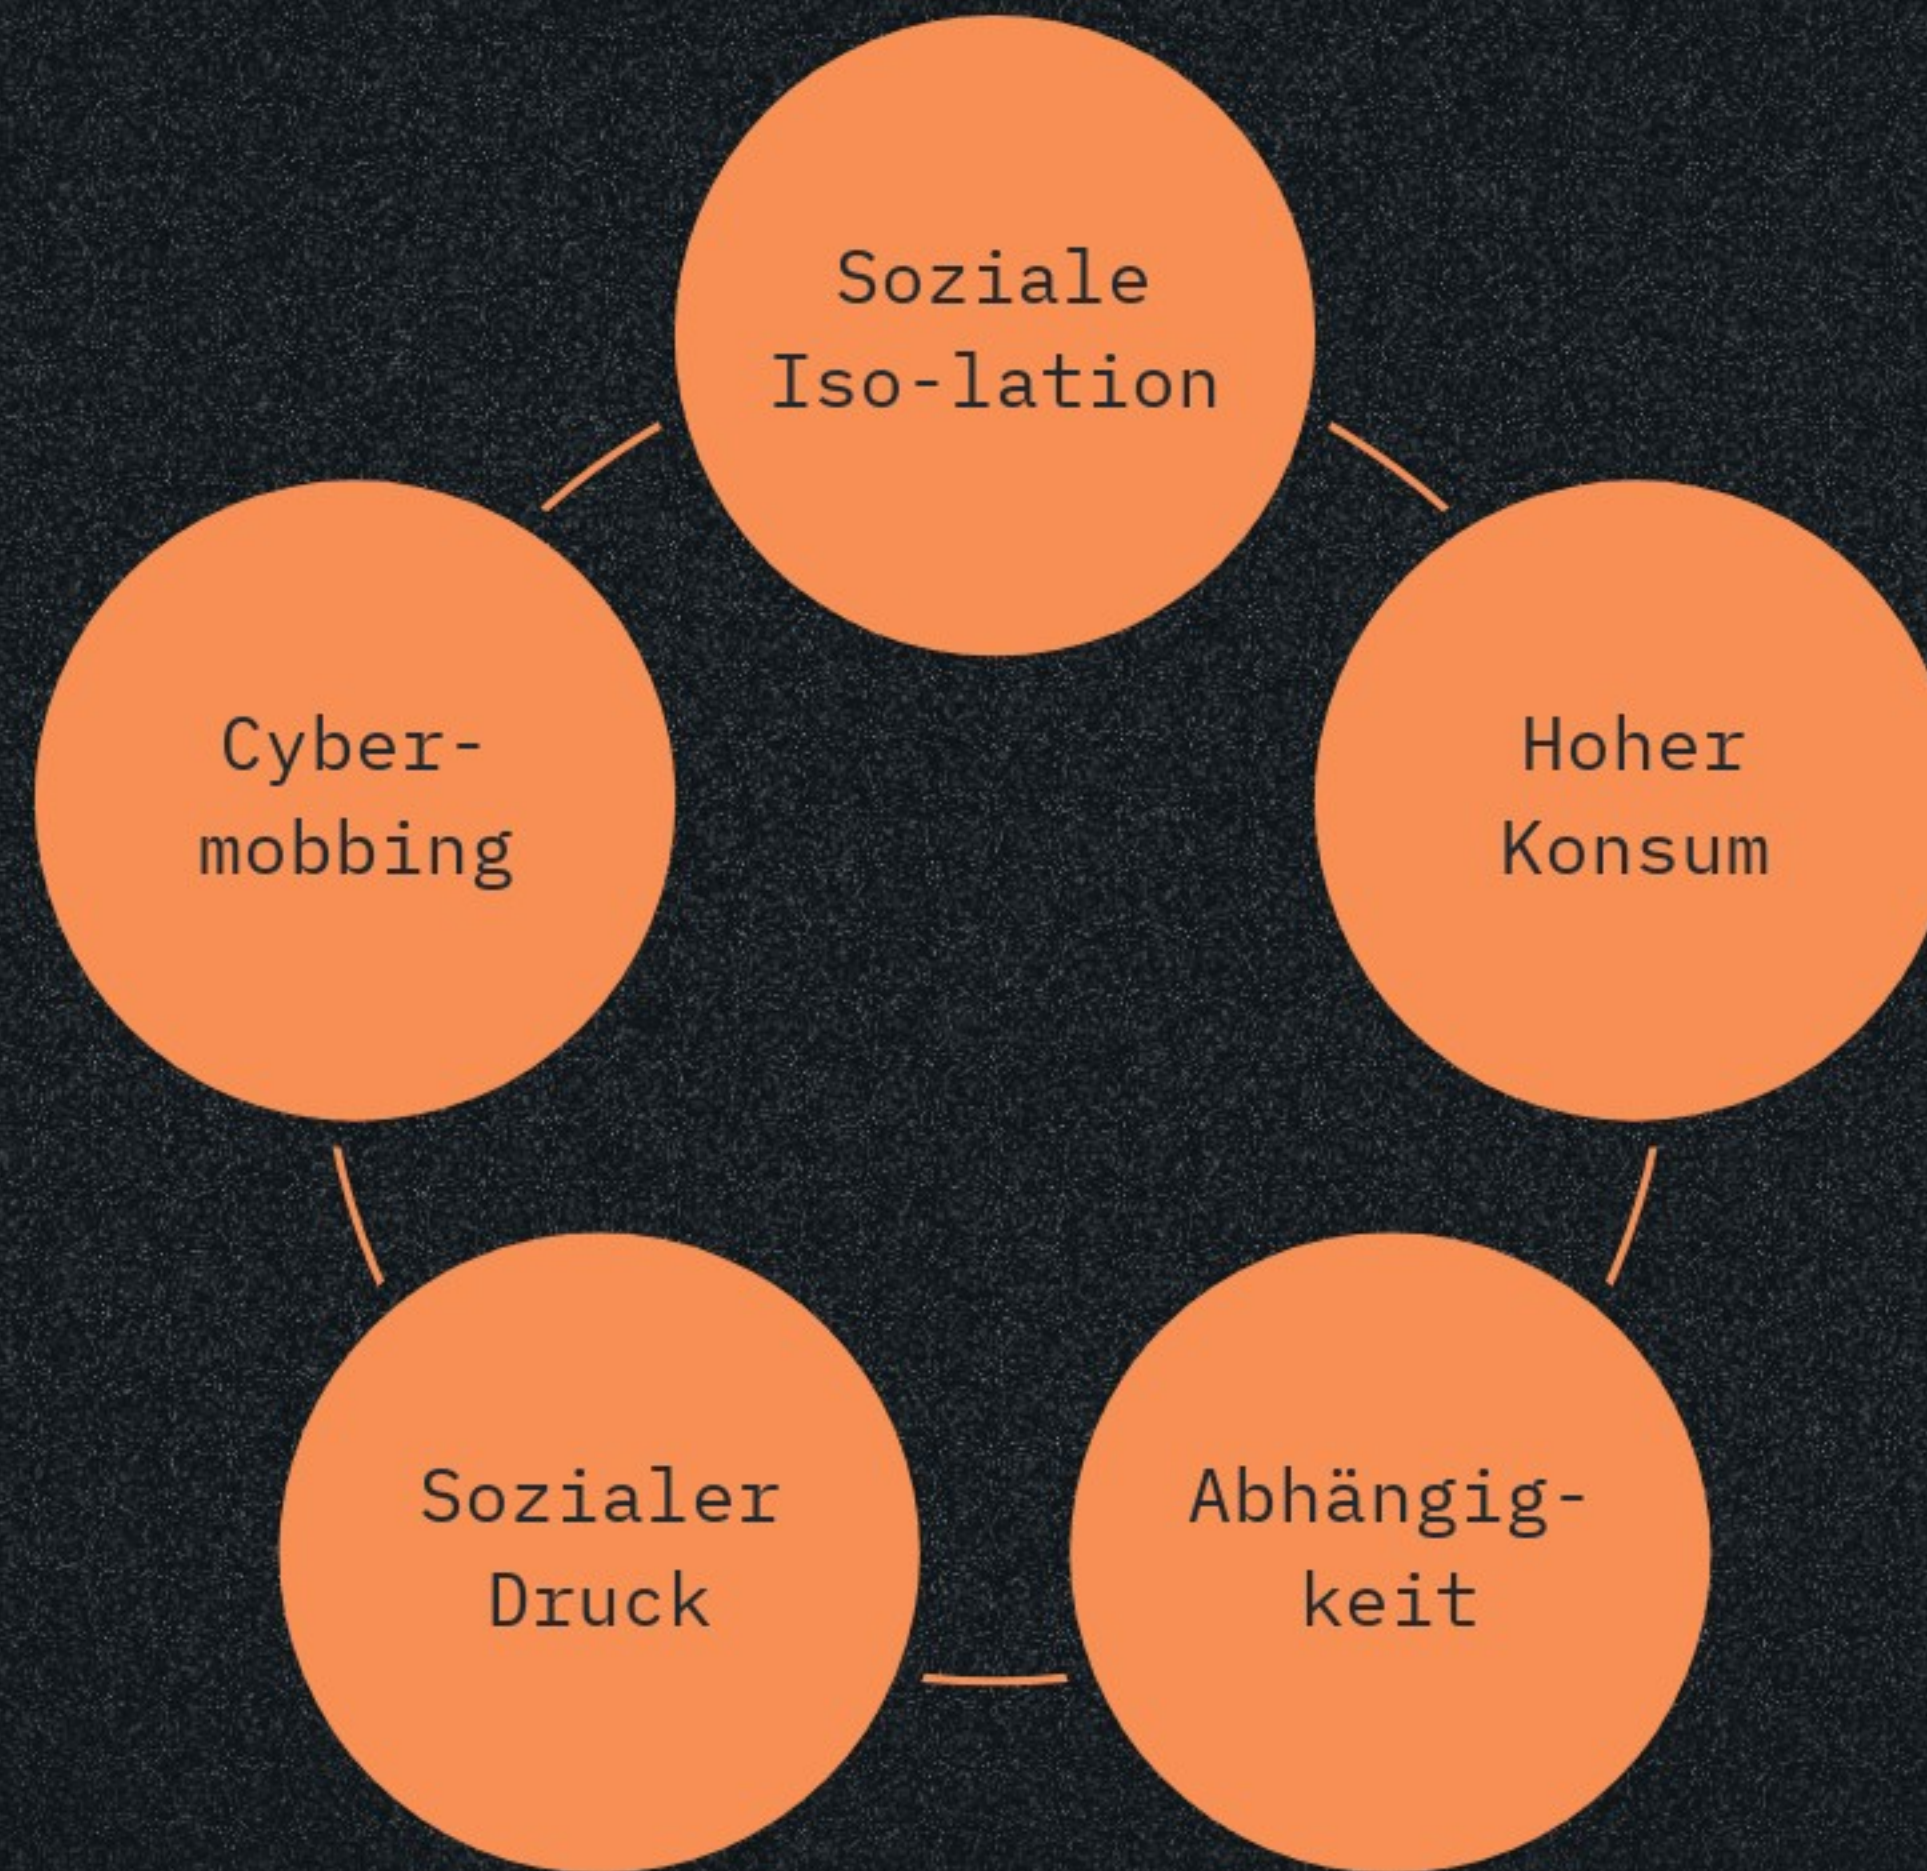 Soziale
Iso-lation
Hoher
Konsum
Abhängig-
keit
Sozialer
Druck
Cyber-
mobbing